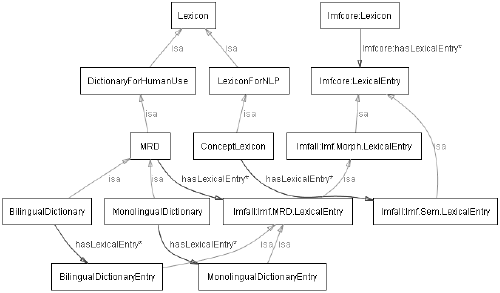 Lexicon
lmfcore:Lexicon
isa
isa
lmfcore:hasLexicalEntry*
DictionaryForHumanUse
LexiconForNLP
lmfcore:LexicalEntry
isa
isa
isa
isa
MRD
ConceptLexicon
lmfall:lmf.Morph.LexicalEntry
isa
isa
hasLexicalEntry*
hasLexicalEntry*
isa
BilingualDictionary
MonolingualDictionary
lmfall:lmf.MRD.LexicalEntry
lmfall:lmf.Sem.LexicalEntry
hasLexicalEntry*
hasLexicalEntry*
isa
isa
BilingualDictionaryEntry
MonolingualDictionaryEntry